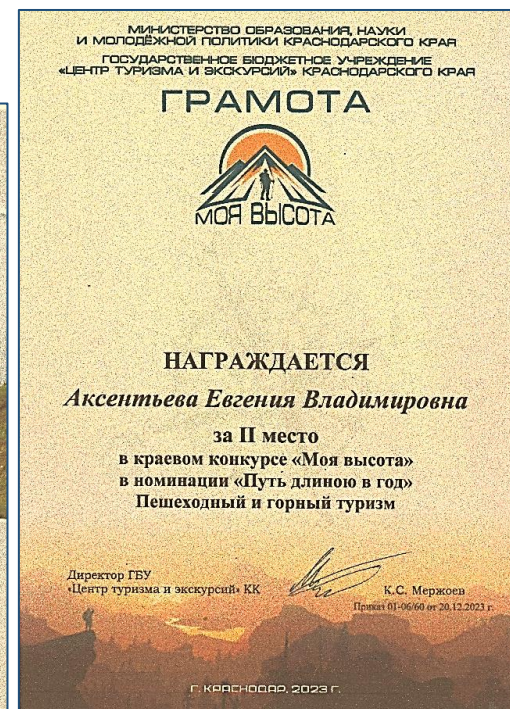 МИНИСТЕРСТВО ОБРАЗОВАНИЯ, НАУКИ
И МОЛОДЁЖНОЙ ПОЛИТИКИ КРАСНОДАРСКОГО КРАЯ
ГОСУДАРСТВЕННОЕ БЮДЖЕТНОЕ УЧРЕЖДЕНИЕ
«ЦЕНТР ТУРИЗМА И ЭКСКУРСИЙ» КРАСНОДАРСКОГО КРАЯ
ГРАМОТА
МОЯ ВЫСОТА
НАГРАЖДАЕТСЯ
Аксентьева Евгения Владимировна
за II место
в краевом конкурсе «Моя высота»
в номинации «Путь длиною в год»
Пешеходный и горный туризм
Директор ГБУ
«Центр туризма и экскурсий» КК
К.С. Мержоев
Приказ 01-06/60 от 20.12.2023 г.
Г. КРАСНОДАР, 2023 Г.